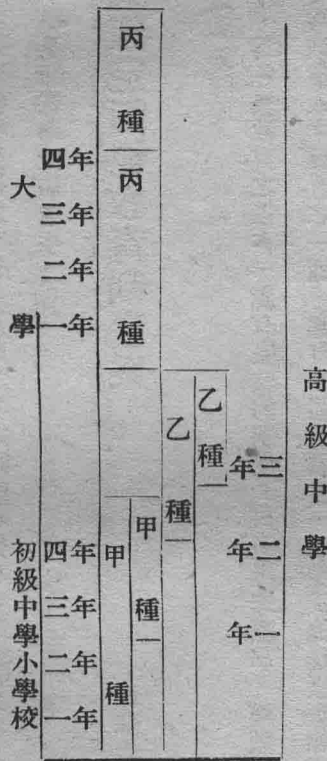 高級中學
三年
二年
一年
乙種
乙種
甲種
丙種
丙種
甲種
四年
三年
二年
一年
四年
三年
二年
一年
大學
初級中學小學校